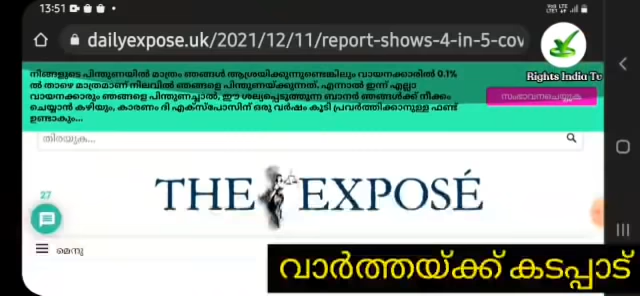 13:51
dailyexpose.uk/2021/12/11/report-shows-4-in-5-cov
Rights India Tv
നിങ്ങളുടെ പിന്തുണയിൽ മാത്രം ഞങ്ങൾ ആശ്രയിക്കുന്നുണ്ടെങ്കിലും വായനക്കാരിൽ 0.1%
ൽ താഴെ മാത്രമാണ് നിലവിൽ ഞങ്ങളെ പിന്തുണയ്ക്കുന്നത്. എന്നാൽ ഇന്ന് എല്ലാ
വായനക്കാരും ഞങ്ങളെ പിന്തുണച്ചാൽ, ഈ ശല്യപ്പെടുത്തുന്ന ബാനർ ഞങ്ങൾക്ക് നീക്കം
ചെയ്യാൻ കഴിയും, കാരണം ദി എക്സ്പോസിന് ഒരു വർഷം കൂടി പ്രവർത്തിക്കാനുള്ള ഫണ്ട്
ഉണ്ടാകും...
സംഭാവനചെയ്യുക
തിരയുക...
THE EXPOSÉ
27
മെനു
വാർത്തയ്ക്ക് കടപ്പാട്